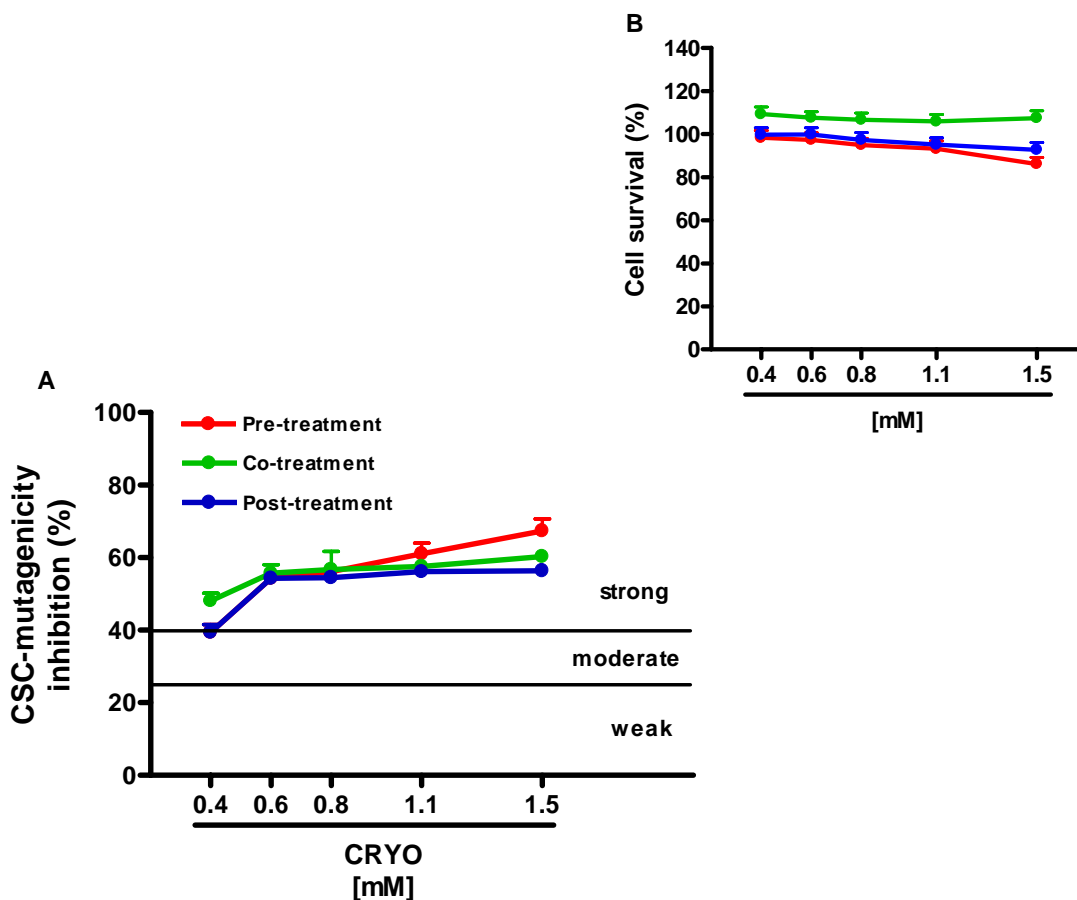 B
140
120
100
80
60
40
20
0
Cell survival (%)
0.4 0.6 0.8 1.1 1.5
[mM]
A
100
80
60
40
20
0
CSC-mutagenicity
inhibition (%)
Pre-treatment
Co-treatment
Post-treatment
strong
moderate
weak
0.4 0.6 0.8 1.1 1.5
CRYO
[mM]